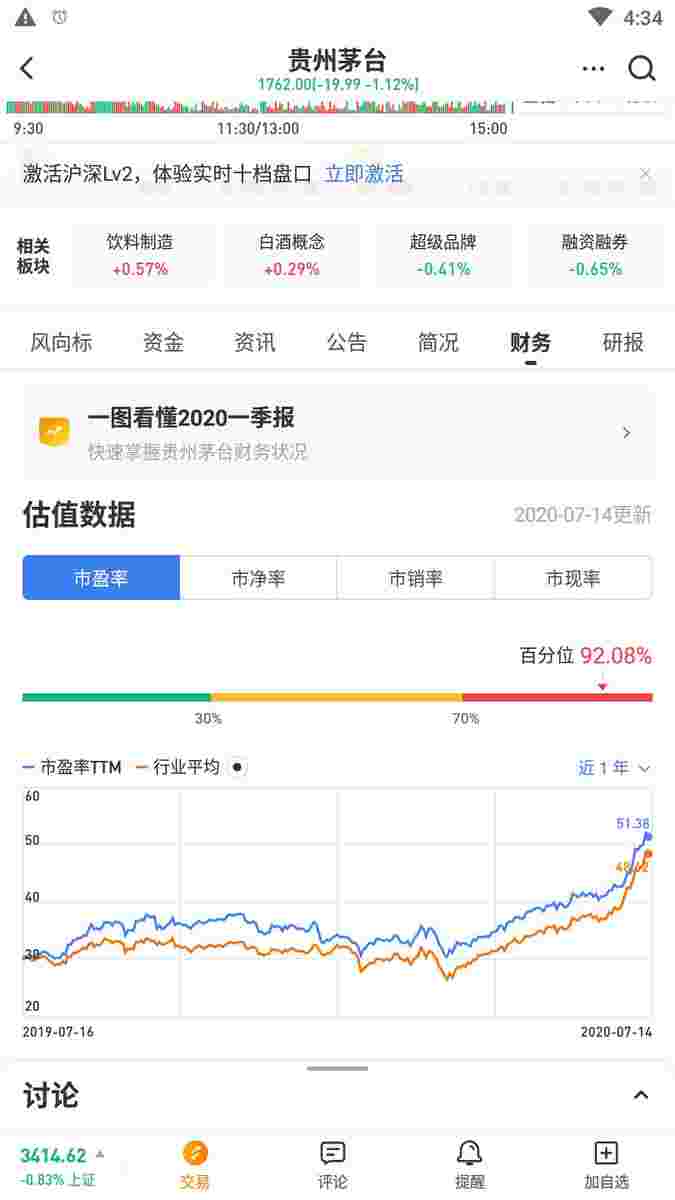 4:34
贵州茅台
1762.00(-19.99 -1.12%)
9:30 11:30/13:00 15:00
激活沪深Lv2，体验实时十档盘口 立即激活
相关板块
饮料制造 白酒概念 超级品牌 融资融券
+0.57% +0.29% -0.41% -0.65%
风向标 资金 资讯 公告 简况 财务 研报
一图看懂2020一季报
快速掌握贵州茅台财务状况
估值数据 2020-07-14更新
市盈率 市净率 市销率 市现率
百分位 92.08%
30% 70%
市盈率TTM 行业平均 近1年
60
51.38
50
48.62
40
30
20
2019-07-16 2020-07-14
讨论
3414.62
-0.83% 上证
交易 评论 提醒 加自选